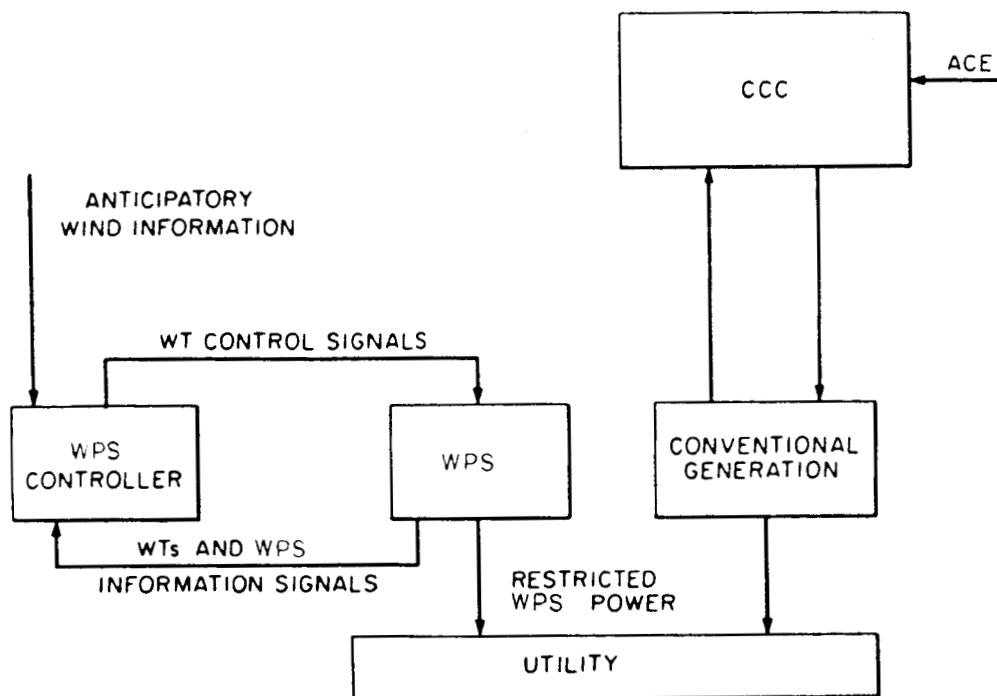 CCC
ACE
ANTICIPATORY
WIND INFORMATION
WT CONTROL SIGNALS
WPS
CONTROLLER
WPS
CONVENTIONAL
GENERATION
WTs AND WPS
INFORMATION SIGNALS
RESTRICTED
WPS POWER
UTILITY